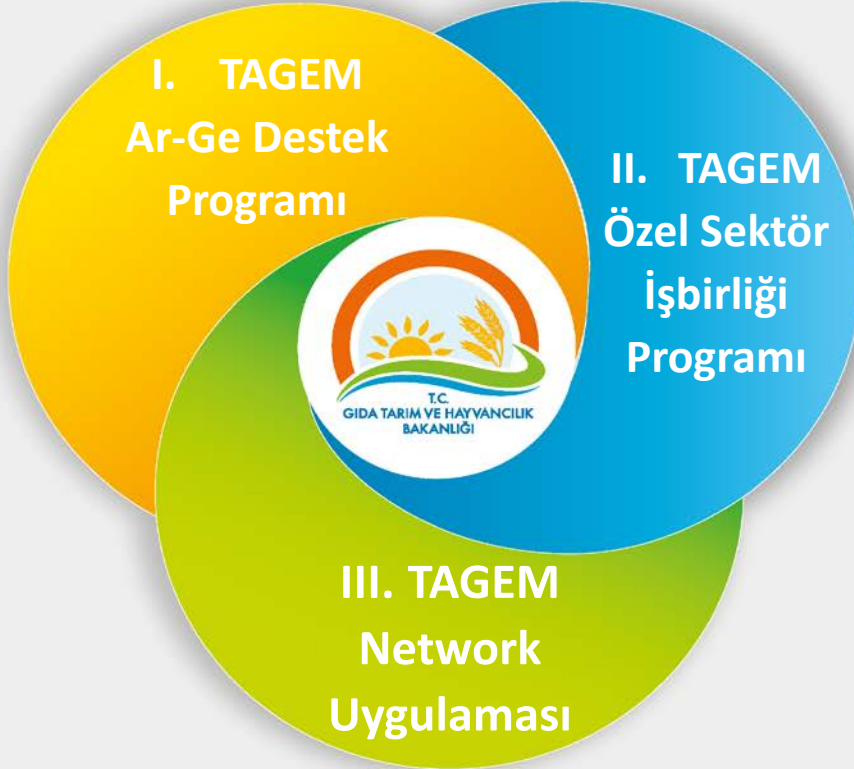 I. TAGEM
Ar-Ge Destek
Programı
II. TAGEM
Özel Sektör
İşbirliği
Programı
T.C.
GIDA TARIM VE HAYVANCILIK
BAKANLIĞI
III. TAGEM
Network
Uygulaması